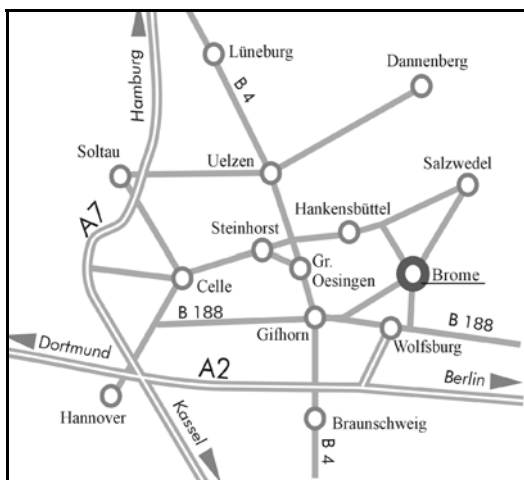 Hamburg
Lüneburg
B 4
Dannenberg
Soltau
Uelzen
Salzwedel
Hankensbüttel
Steinhorst
A7
Gr.
Oesingen
Celle
Brome
B 188
Gifhorn
B 188
Wolfsburg
Dortmund
A2
Berlin
Hannover
Kassel
Braunschweig
B 4